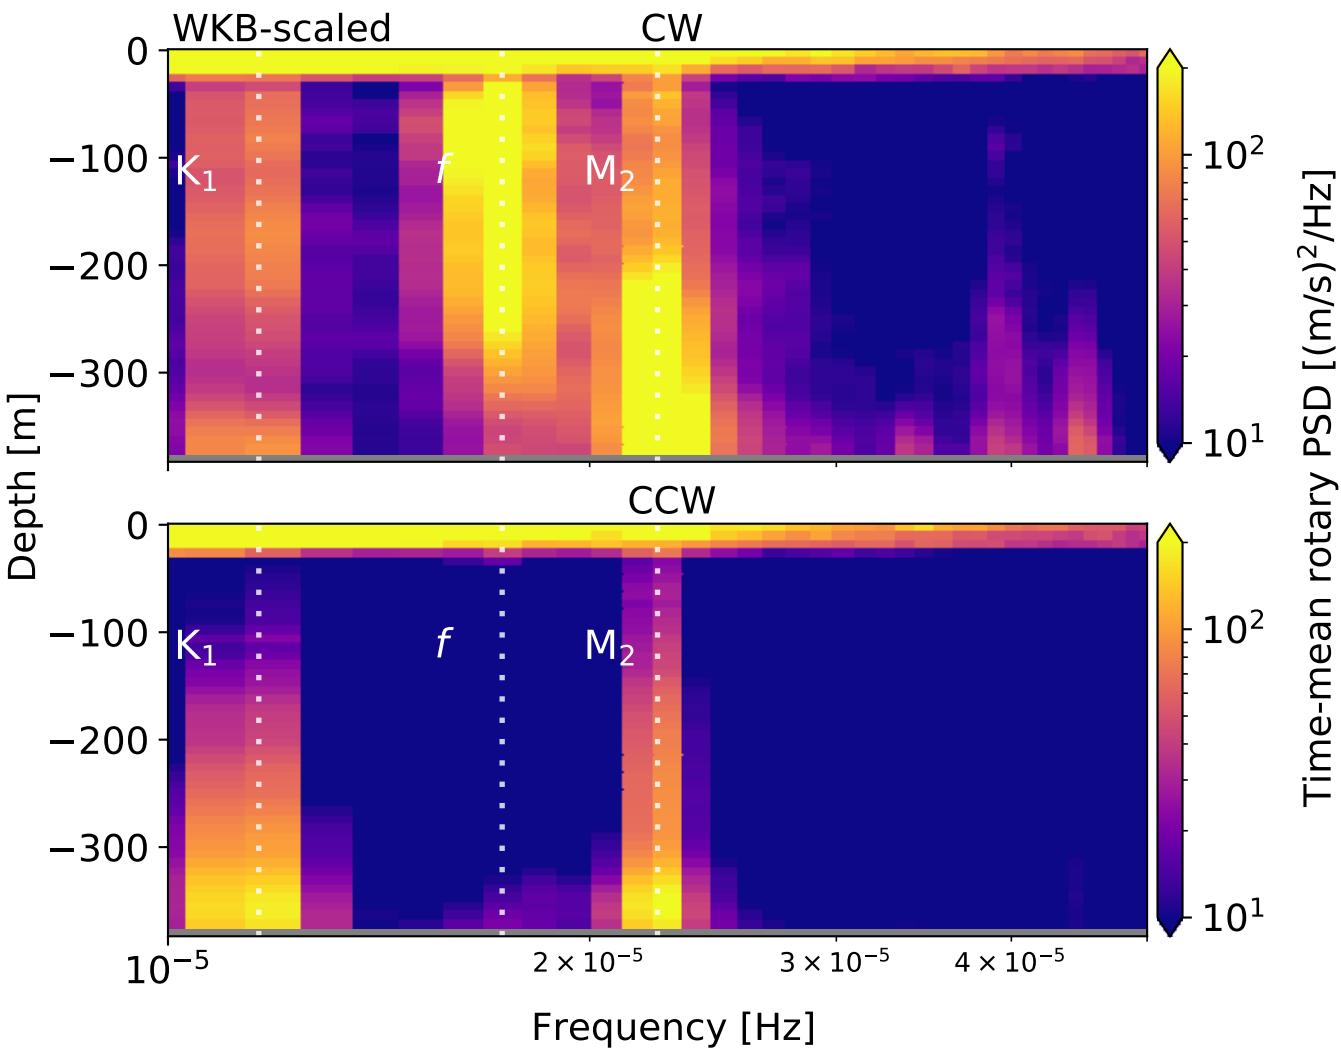 WKB-scaled CW
0
−100
−200
−300
K₁ f M₂
10²
10¹
CCW
0
−100
−200
−300
K₁ f M₂
10²
10¹
10⁻⁵ 2 × 10⁻⁵ 3 × 10⁻⁵ 4 × 10⁻⁵
Frequency [Hz]
Depth [m]
Time-mean rotary PSD [(m/s)²/Hz]